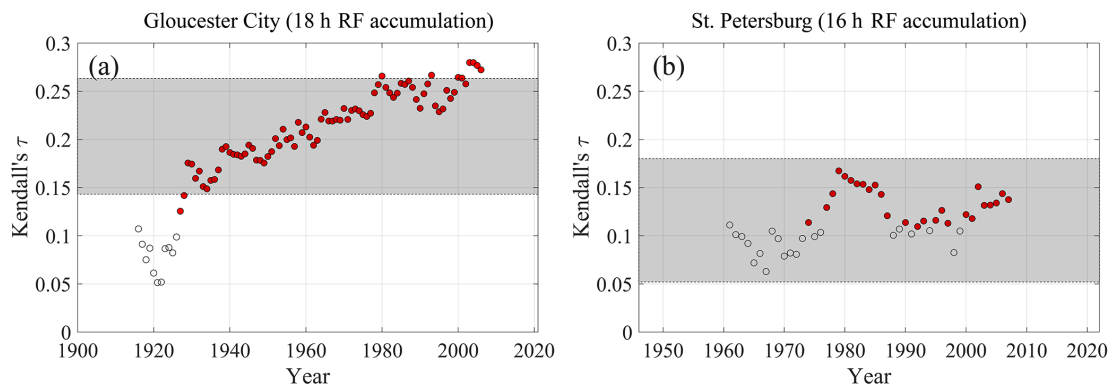 Gloucester City (18 h RF accumulation)
(a)
Kendall's τ
0.3
0.25
0.2
0.15
0.1
0.05
0
1900 1920 1940 1960 1980 2000 2020
Year
St. Petersburg (16 h RF accumulation)
(b)
Kendall's τ
0.3
0.25
0.2
0.15
0.1
0.05
0
1950 1960 1970 1980 1990 2000 2010 2020
Year